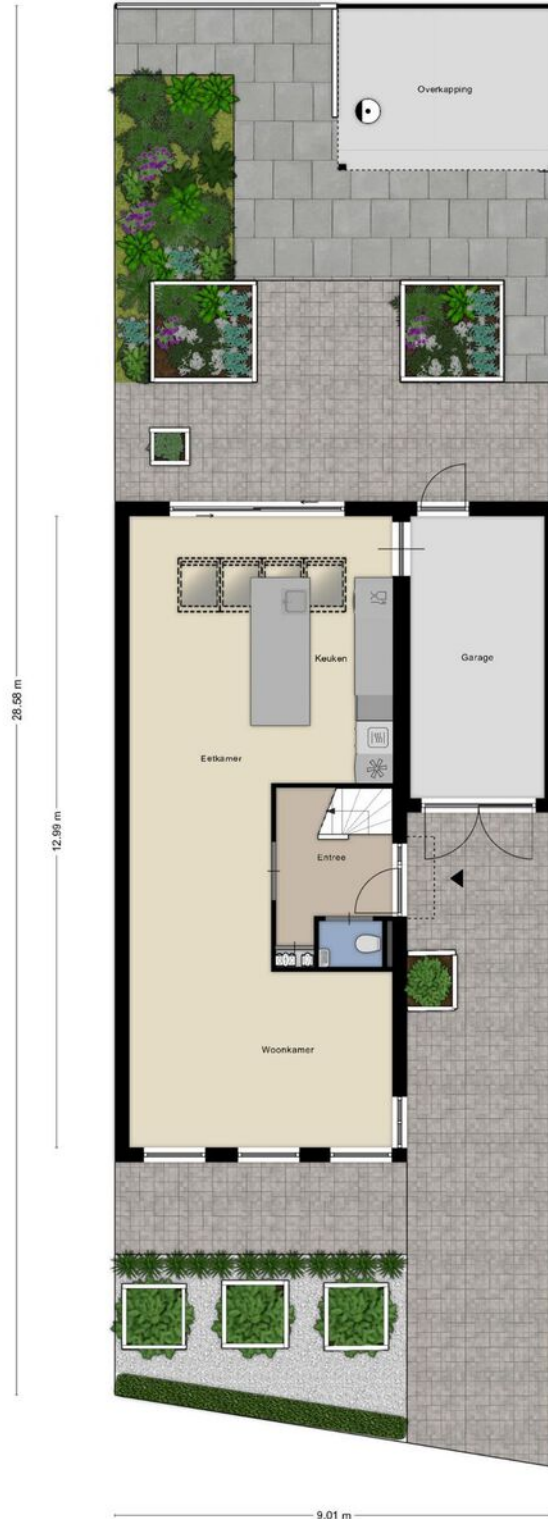 Overkapping
28.58 m
Keuken
Garage
Eetkamer
12.99 m
Entree
Woonkamer
9.01 m